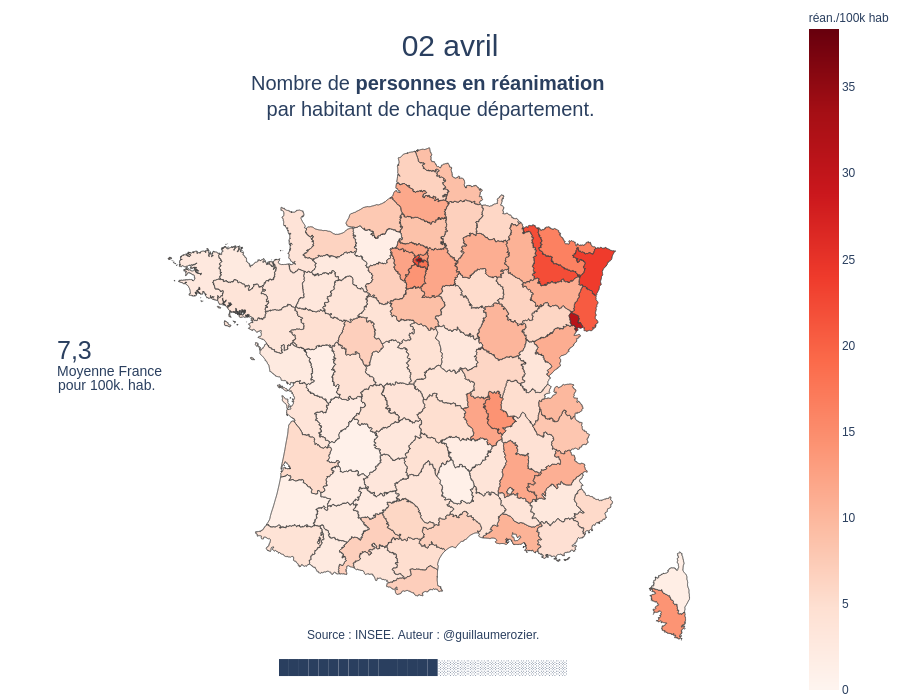 réan./100k hab
02 avril
Nombre de personnes en réanimation
par habitant de chaque département.
35
30
25
20
15
10
5
0
7,3
Moyenne France
pour 100k. hab.
Source : INSEE. Auteur : @guillaumerozier.